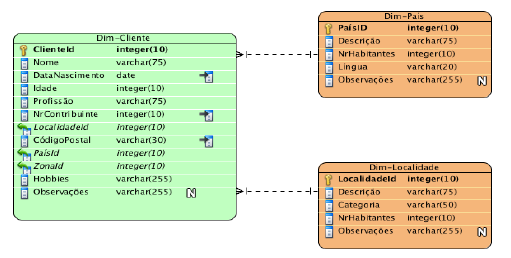 Dim-Cliente
ClienteId integer(10)
Nome varchar(75)
DataNascimento date
Idade integer(10)
Profissão varchar(75)
NrContribuinte integer(10)
LocalidadeId integer(10)
CódigoPostal varchar(30)
PaísId integer(10)
ZonaId integer(10)
Hobbies varchar(255)
Observações varchar(255) N
Dim-Pais
PaísID integer(10)
Descrição varchar(75)
NrHabitantes integer(10)
Lingua varchar(20)
Observações varchar(255) N
Dim-Localidade
LocalidadeId integer(10)
Descrição varchar(75)
Categoria varchar(50)
NrHabitantes integer(10)
Observações varchar(255) N